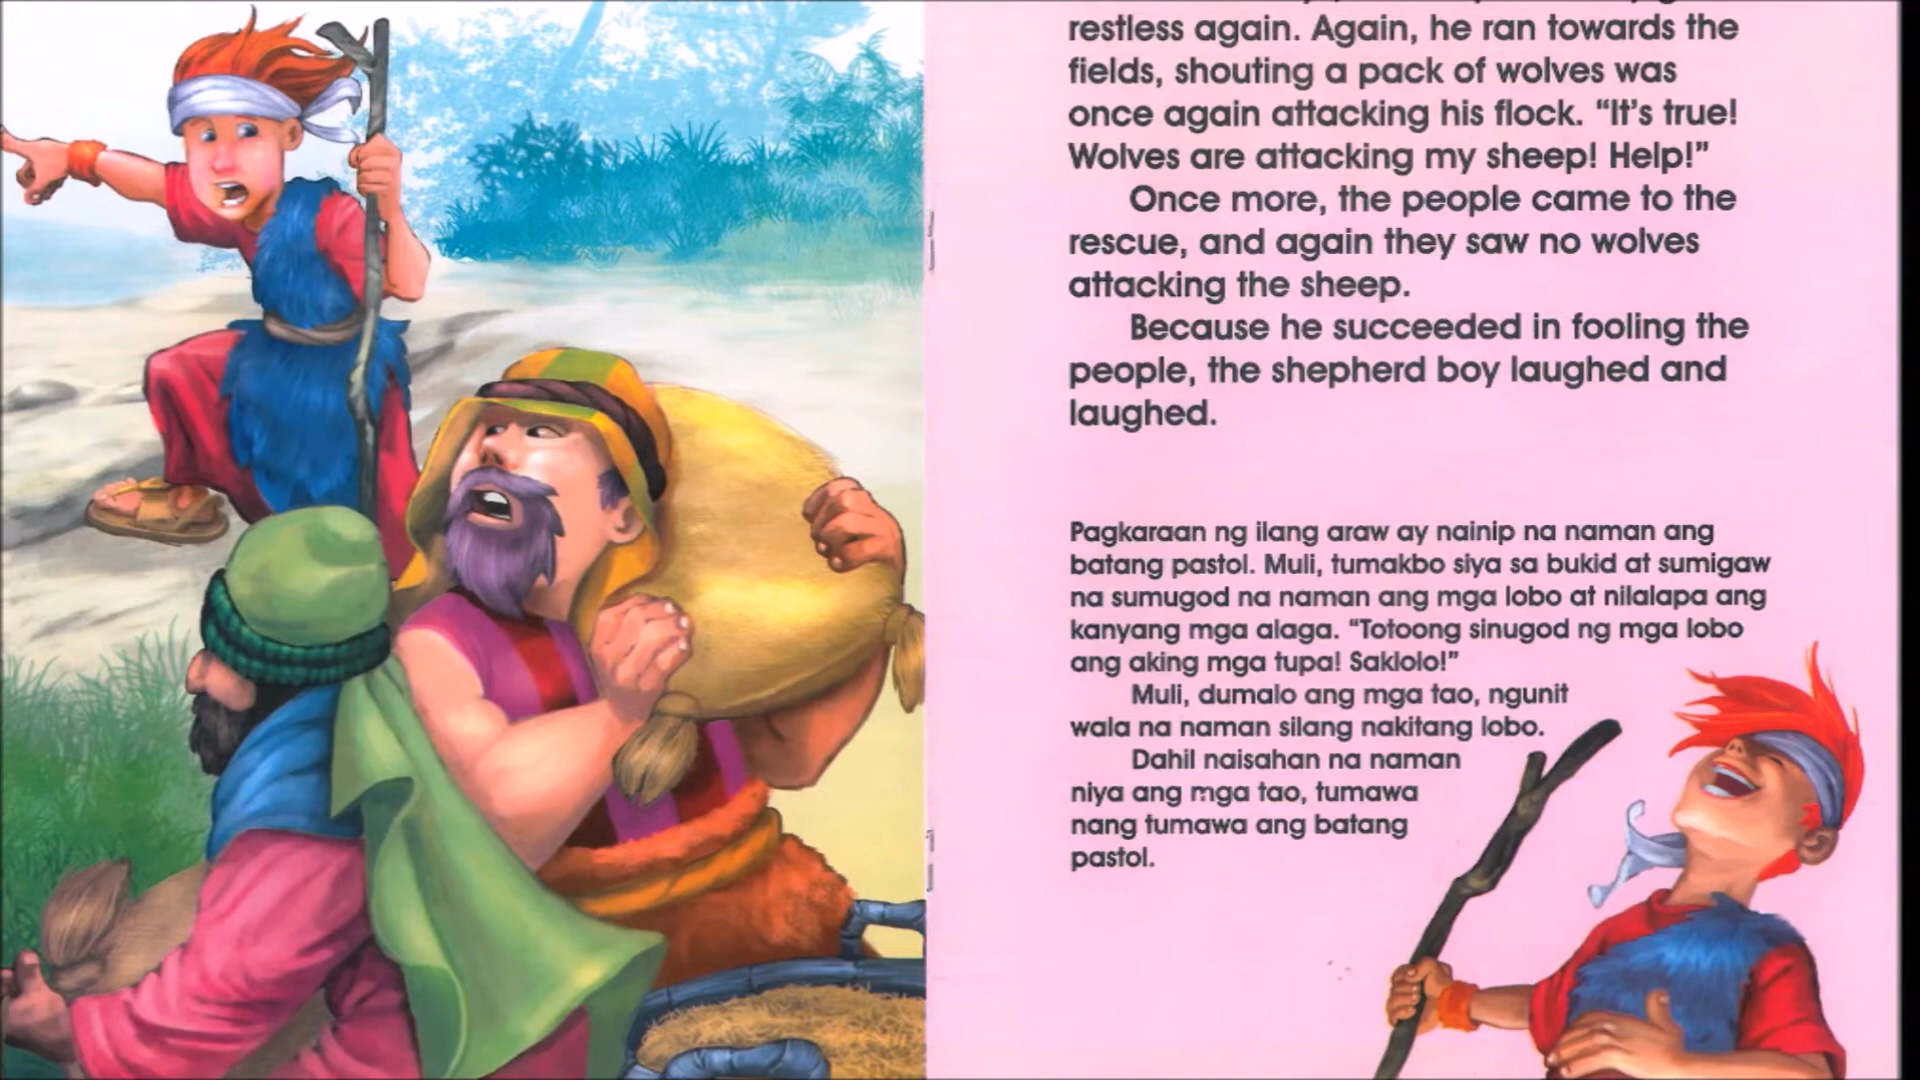 restless again. Again, he ran towards the
fields, shouting a pack of wolves was
once again attacking his flock. “It’s true!
Wolves are attacking my sheep! Help!”
Once more, the people came to the
rescue, and again they saw no wolves
attacking the sheep.
Because he succeeded in fooling the
people, the shepherd boy laughed and
laughed.
Pagkaraan ng ilang araw ay nainip na naman ang
batang pastol. Muli, tumakbo siya sa bukid at sumigaw
na sumugod na naman ang mga lobo at nilalapa ang
kanyang mga alaga. “Totoong sinugod ng mga lobo
ang aking mga tupa! Saklolo!”
Muli, dumalo ang mga tao, ngunit
wala na naman silang nakitang lobo.
Dahil naisahan na naman
niya ang mga tao, tumawa
nang tumawa ang batang
pastol.